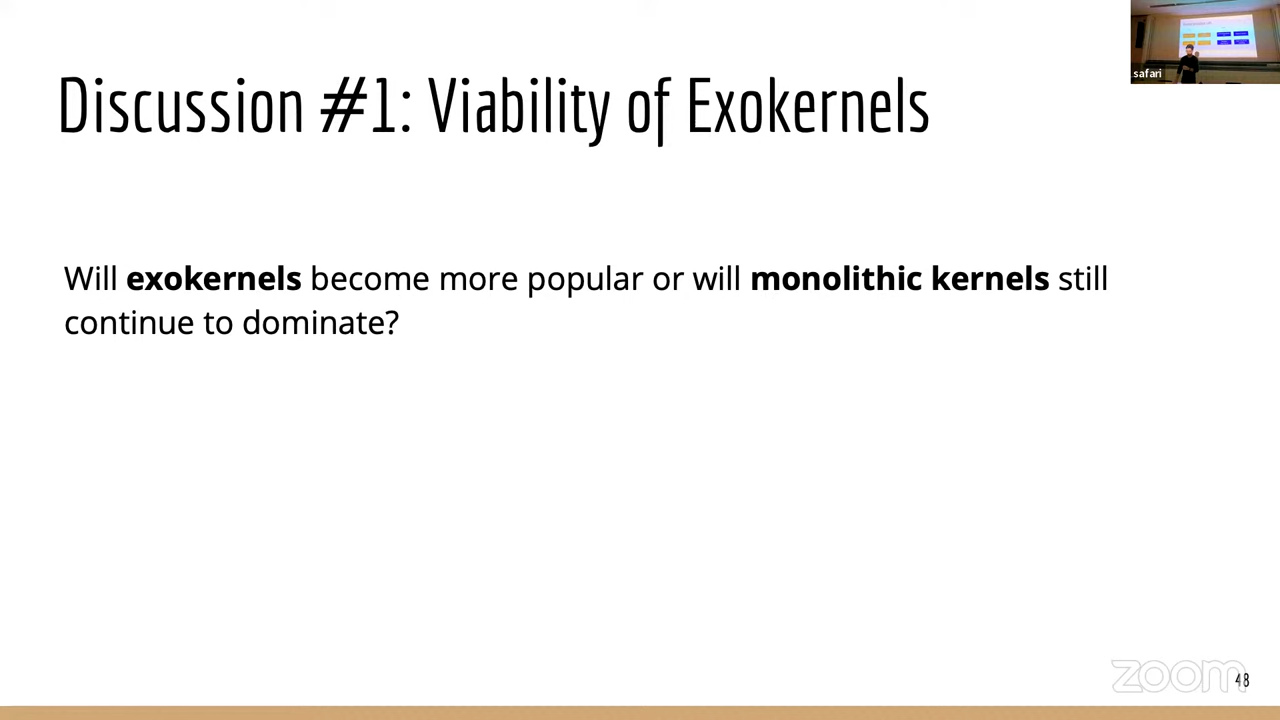 safari
Discussion #1: Viability of Exokernels
Will exokernels become more popular or will monolithic kernels still
continue to dominate?
zoom
48